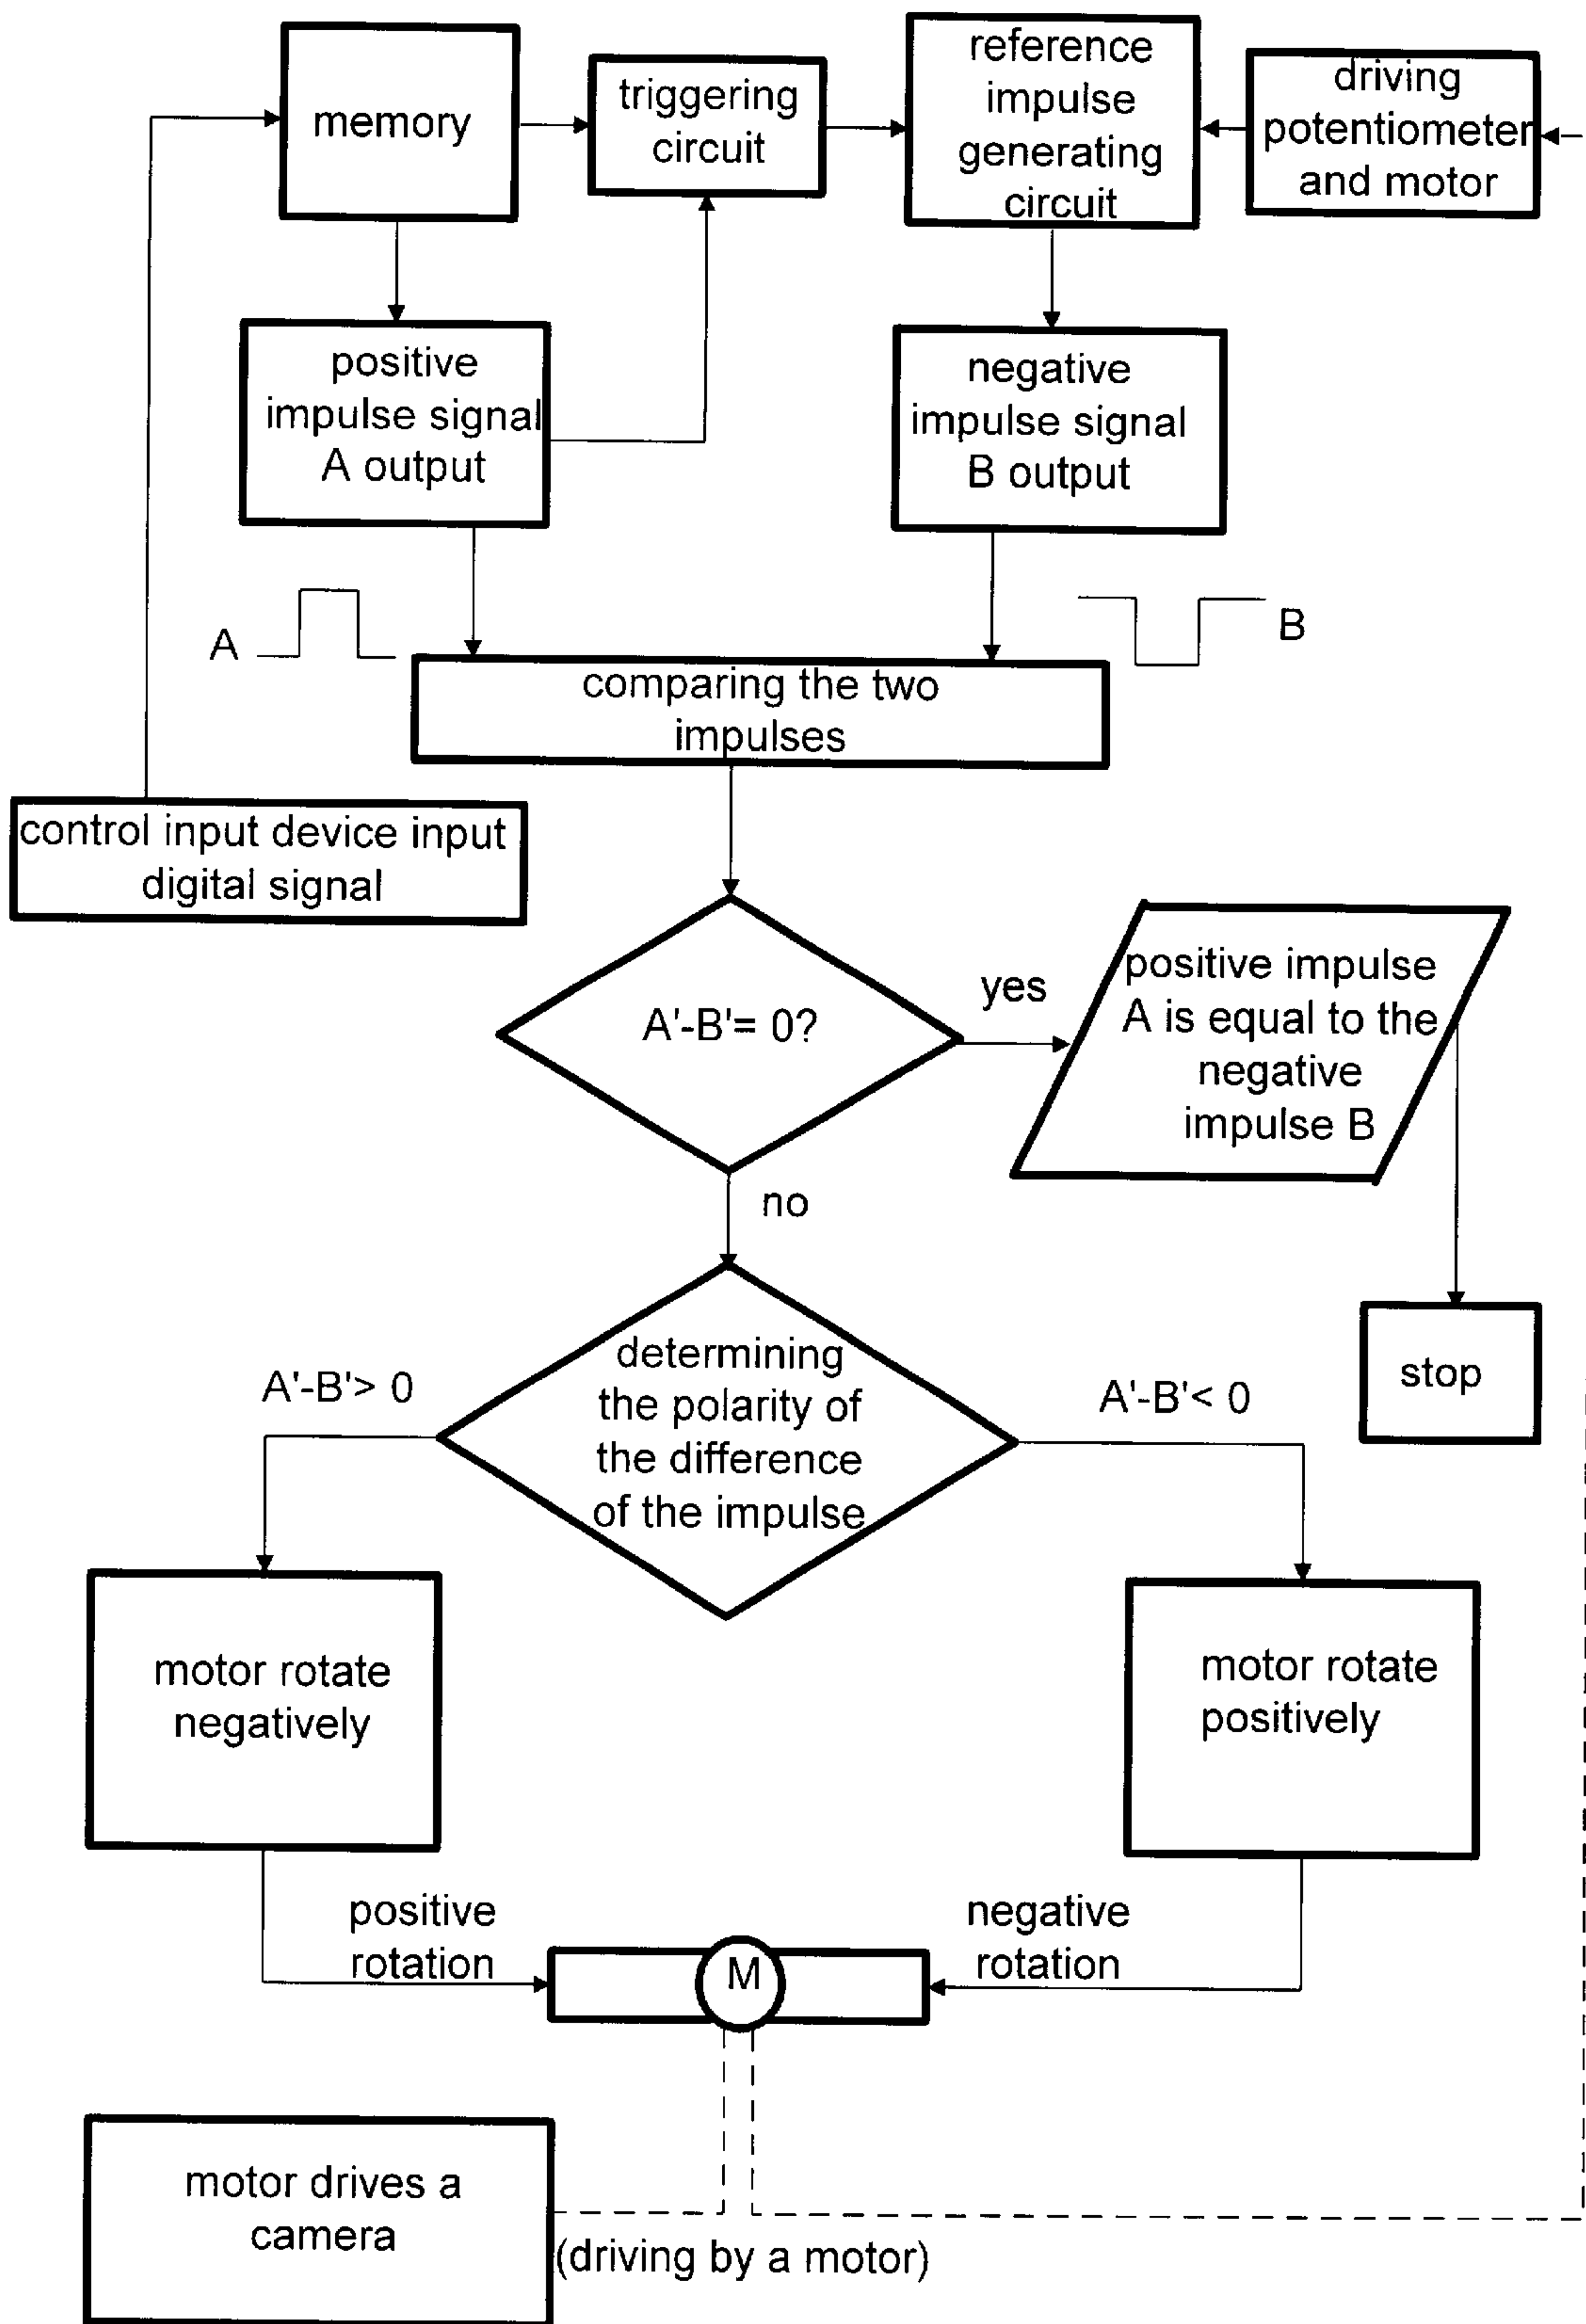 memory
triggering
circuit
reference
impulse
generating
circuit
driving
potentiometer
and motor
positive
impulse signal
A output
negative
impulse signal
B output
A
B
comparing the two
impulses
control input device input
digital signal
A'-B'= 0?
yes
positive impulse
A is equal to the
negative
impulse B
no
determining
the polarity of
the difference
of the impulse
A'-B'> 0
A'-B'< 0
stop
motor rotate
negatively
motor rotate
positively
positive
rotation
M
negative
rotation
motor drives a
camera
(driving by a motor)